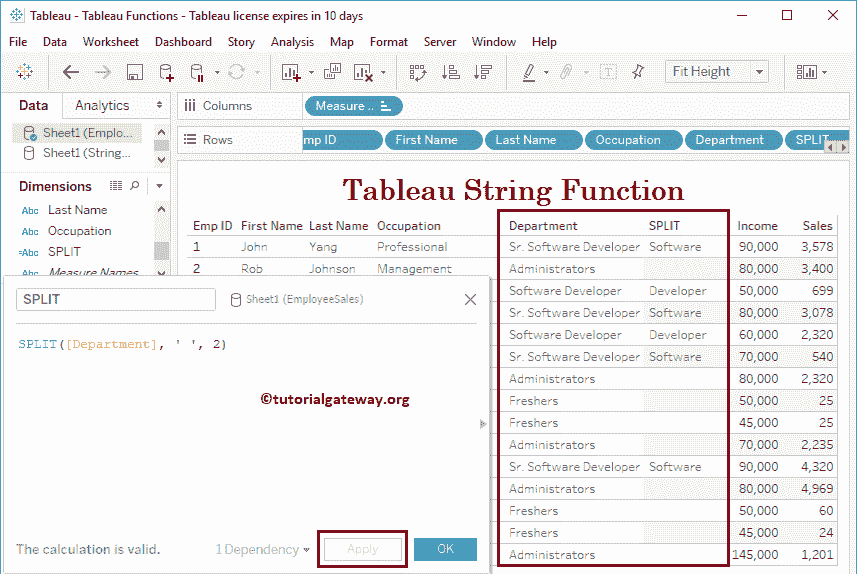 Tableau - Tableau Functions - Tableau license expires in 10 days
File Data Worksheet Dashboard Story Analysis Map Format Server Window Help
Fit Height
Data Analytics
Columns Measure ..
Sheet1 (Emplo...
Sheet1 (String...
Rows mp ID First Name Last Name Occupation Department SPLIT
Dimensions
Abc Last Name
Abc Occupation
=Abc SPLIT
Abc Measure Names
Tableau String Function
Emp ID First Name Last Name Occupation Department SPLIT Income Sales
1 John Yang Professional Sr. Software Developer Software 90,000 3,578
2 Rob Johnson Management Administrators 80,000 3,400
Software Developer Developer 50,000 699
Sr. Software Developer Software 80,000 3,078
Software Developer Developer 60,000 2,320
Sr. Software Developer Software 70,000 540
Administrators 80,000 2,320
Freshers 50,000 25
Freshers 45,000 25
Administrators 70,000 2,235
Sr. Software Developer Software 90,000 4,320
Administrators 80,000 4,969
Freshers 50,000 60
Freshers 45,000 24
Administrators 145,000 1,201
SPLIT Sheet1 (EmployeeSales)
SPLIT([Department], ' ', 2)
©tutorialgateway.org
The calculation is valid. 1 Dependency Apply OK